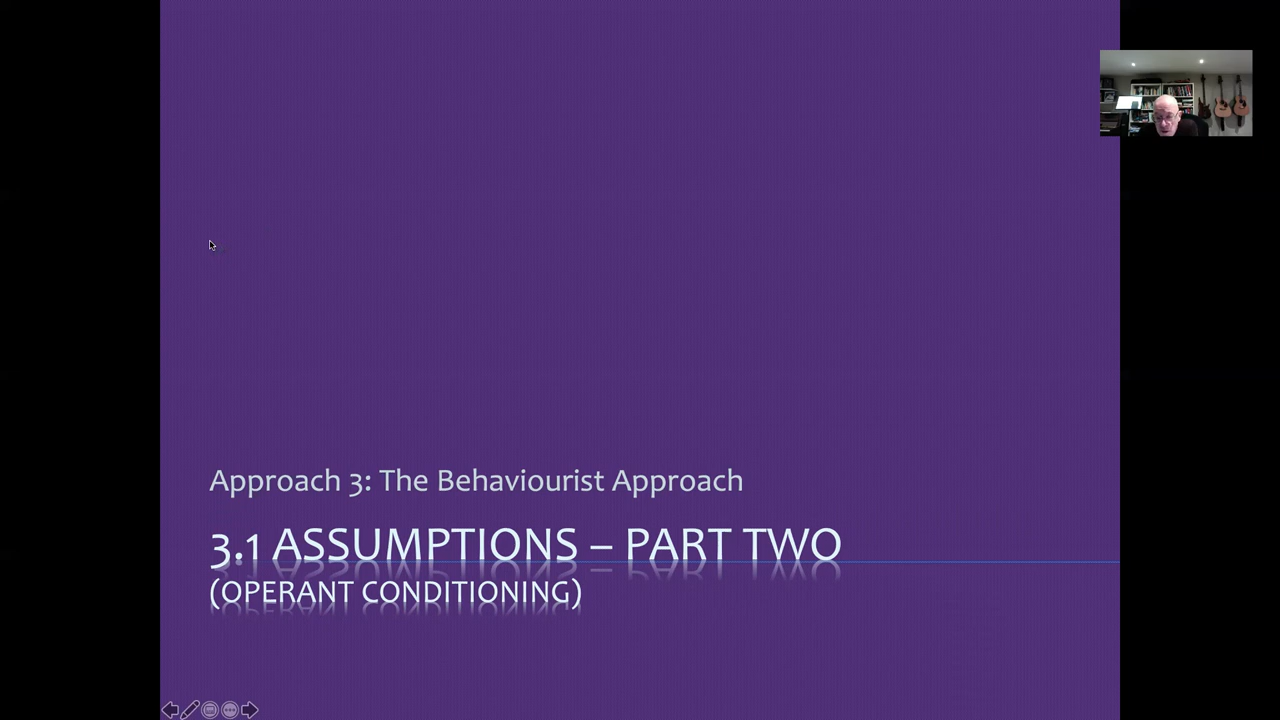 Approach 3: The Behaviourist Approach
3.1 ASSUMPTIONS – PART TWO
(OPERANT CONDITIONING)